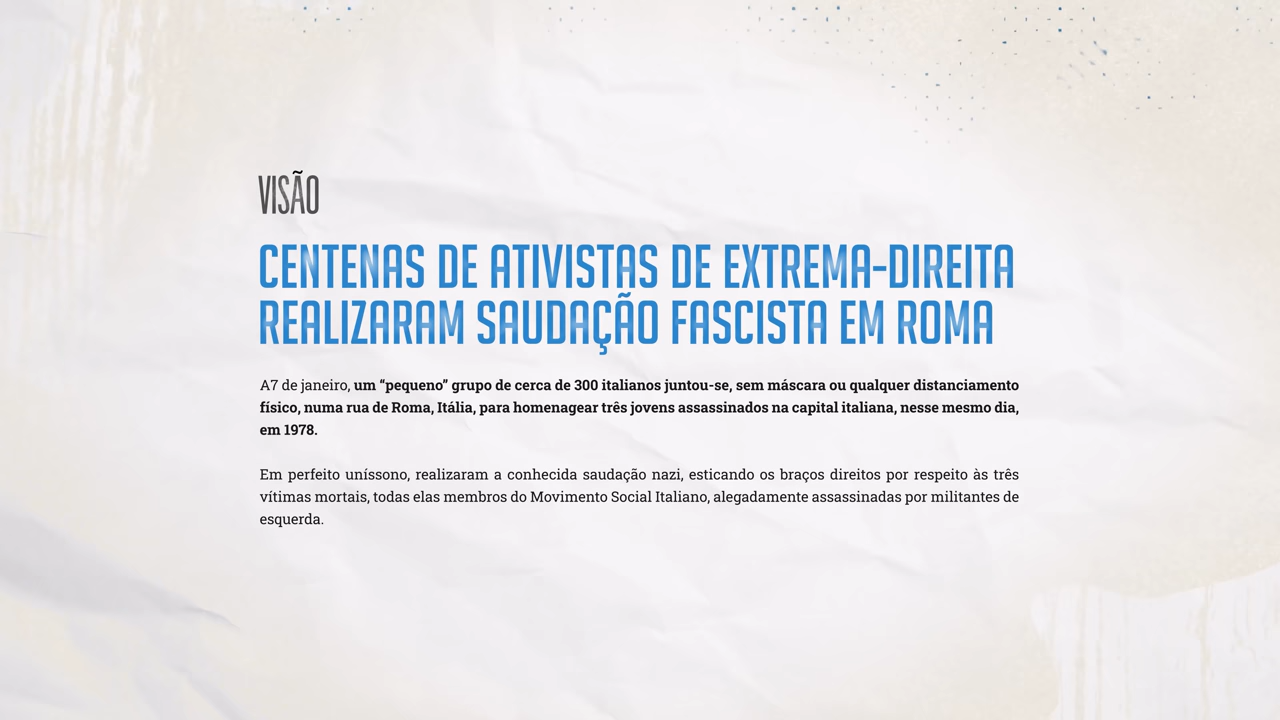 VISÃO
CENTENAS DE ATIVISTAS DE EXTREMA-DIREITA
REALIZARAM SAUDAÇÃO FASCISTA EM ROMA
A7 de janeiro, um “pequeno” grupo de cerca de 300 italianos juntou-se, sem máscara ou qualquer distanciamento
físico, numa rua de Roma, Itália, para homenagear três jovens assassinados na capital italiana, nesse mesmo dia,
em 1978.
Em perfeito uníssono, realizaram a conhecida saudação nazi, esticando os braços direitos por respeito às três
vítimas mortais, todas elas membros do Movimento Social Italiano, alegadamente assassinadas por militantes de
esquerda.